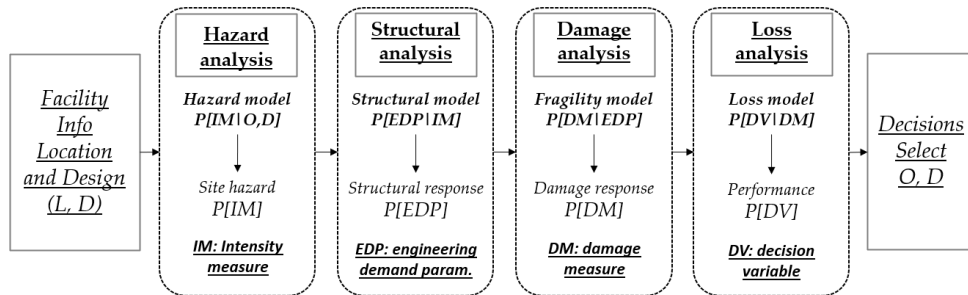 Facility
Info
Location
and Design
(L, D)
Hazard
analysis
Hazard model
P[IM|O,D]
Site hazard
P[IM]
IM: Intensity
measure
Structural
analysis
Structural model
P[EDP|IM]
Structural response
P[EDP]
EDP: engineering
demand param.
Damage
analysis
Fragility model
P[DM|EDP]
Damage response
P[DM]
DM: damage
measure
Loss
analysis
Loss model
P[DV|DM]
Performance
P[DV]
DV: decision
variable
Decisions
Select
O, D